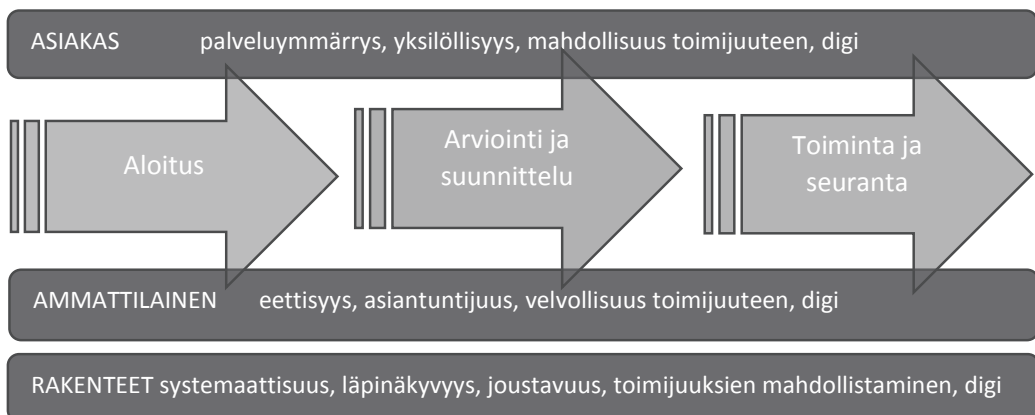 ASIAKAS palveluymmärrys, yksilöllisyys, mahdollisuus toimijuuteen, digi
Aloitus
Arviointi ja
suunnittelu
Toiminta ja
seuranta
AMMATTILAINEN eettisyys, asiantuntijuus, velvollisuus toimijuuteen, digi
RAKENTEET systemaattisuus, läpinäkyvyys, joustavuus, toimijuuksien mahdollistaminen, digi